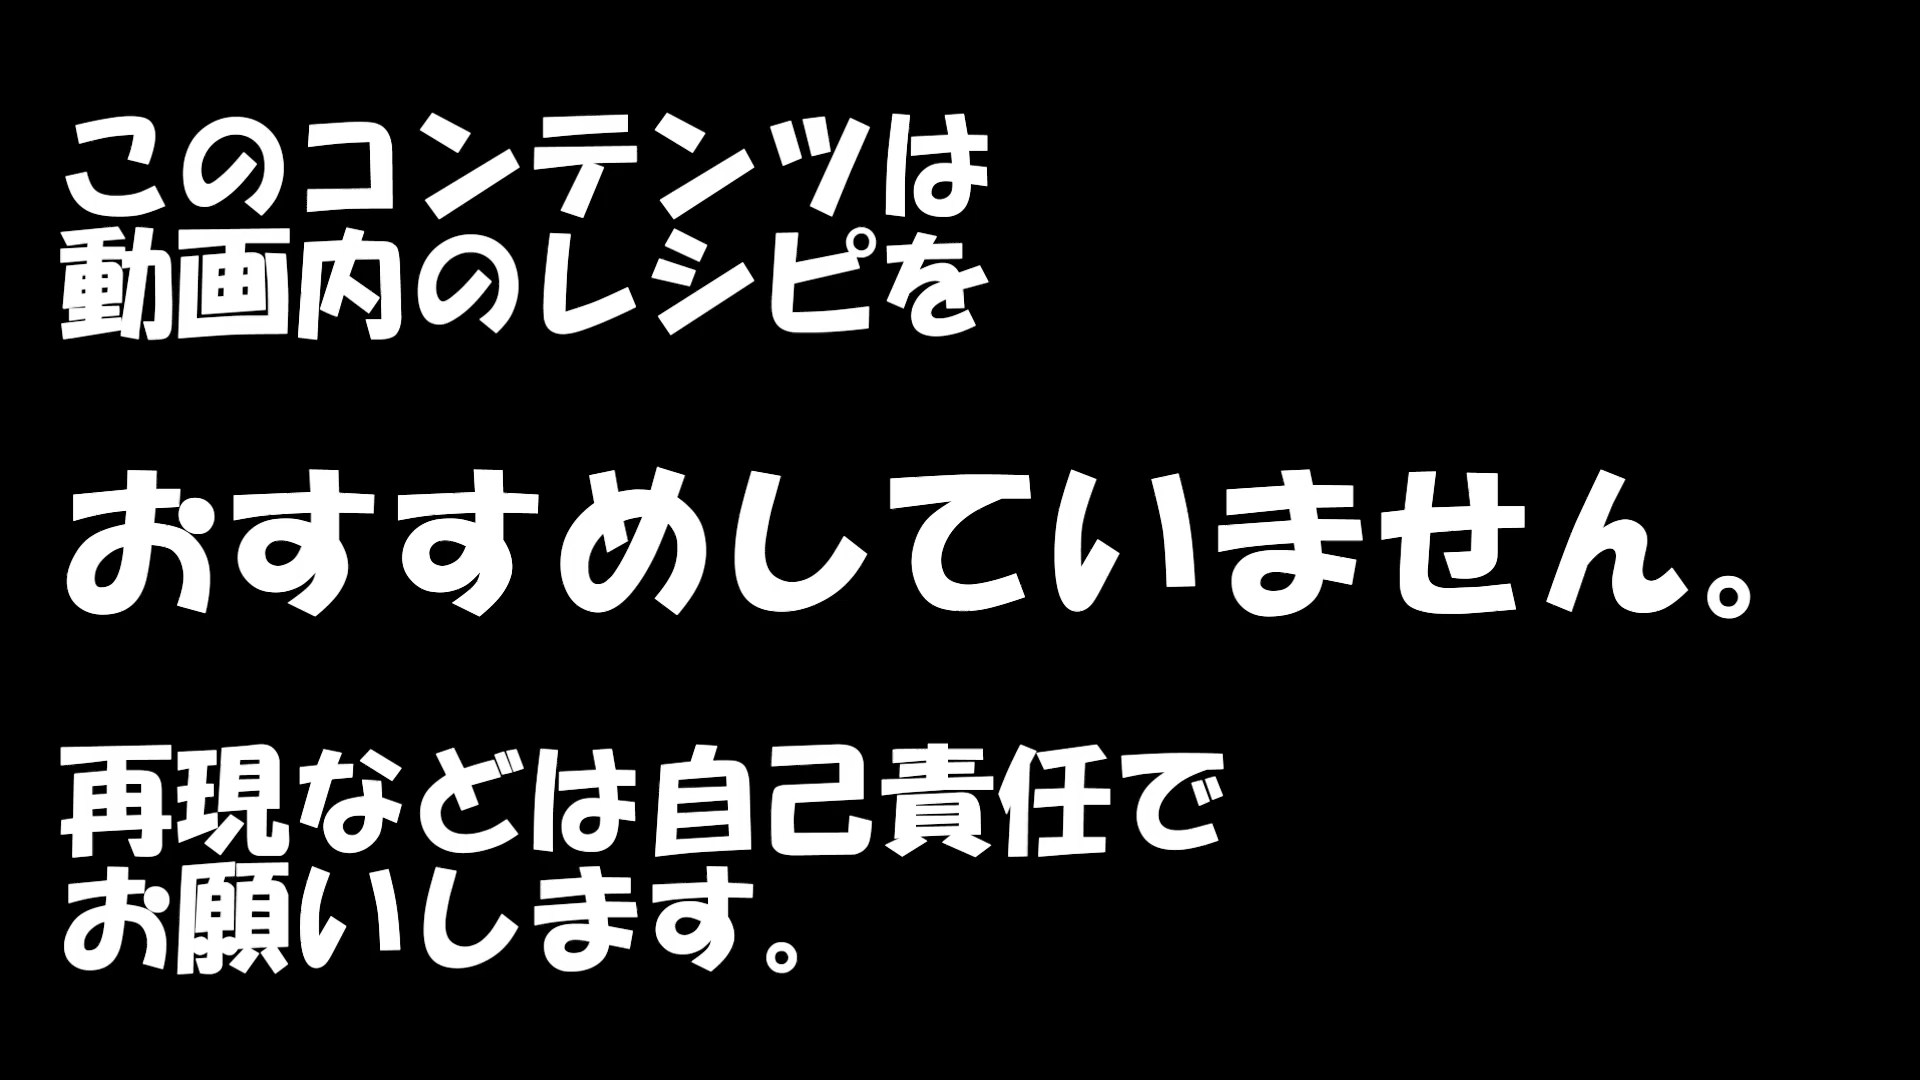 このコンテンツは
動画内のレシピを
おすすめしていません。
再現などは自己責任で
お願いします。